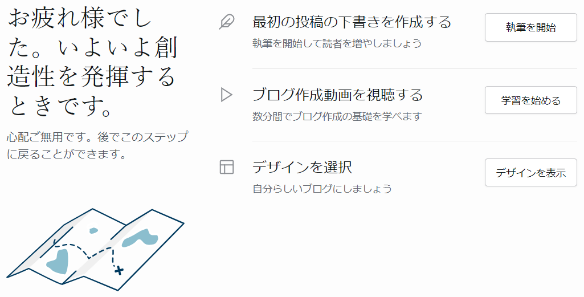 お疲れ様でし
た。いよいよ創
造性を発揮する
ときです。
心配ご無用です。後でこのステップ
に戻ることができます。
最初の投稿の下書きを作成する
執筆を開始して読者を増やしましょう
執筆を開始
ブログ作成動画を視聴する
数分間でブログ作成の基礎を学べます
学習を始める
デザインを選択
自分らしいブログにしましょう
デザインを表示